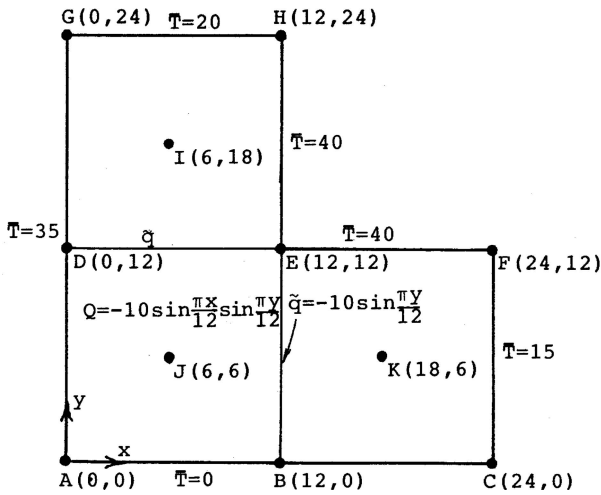 G(0,24) T̄=20 H(12,24)
T̄=40
I(6,18)
T̄=35
q̃
T̄=40
D(0,12) E(12,12) F(24,12)
Q=-10sin πx/12 sin πy/12 q̃=-10sin πy/12
T̄=15
J(6,6) K(18,6)
y
x
A(0,0) T̄=0 B(12,0) C(24,0)